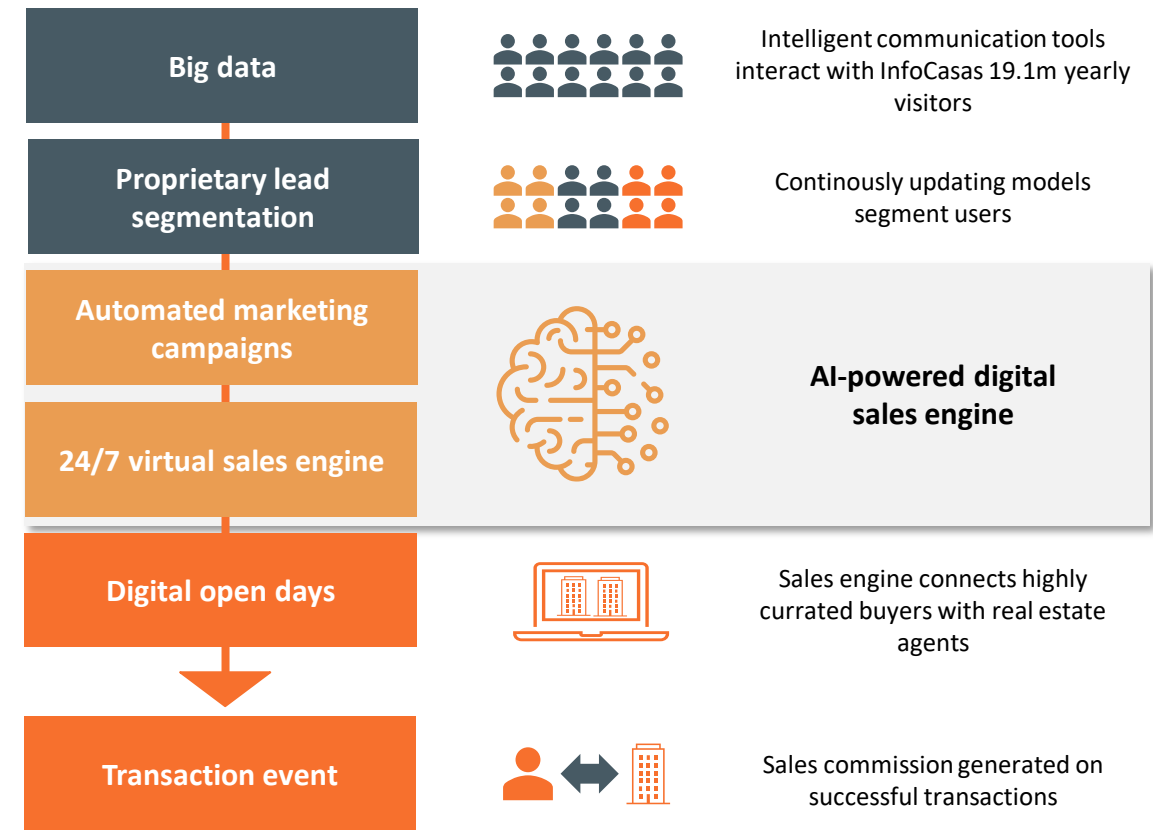 Big data
Intelligent communication tools
interact with InfoCasas 19.1m yearly
visitors
Proprietary lead
segmentation
Continously updating models
segment users
Automated marketing
campaigns
24/7 virtual sales engine
AI-powered digital
sales engine
Digital open days
Sales engine connects highly
currated buyers with real estate
agents
Transaction event
Sales commission generated on
successful transactions